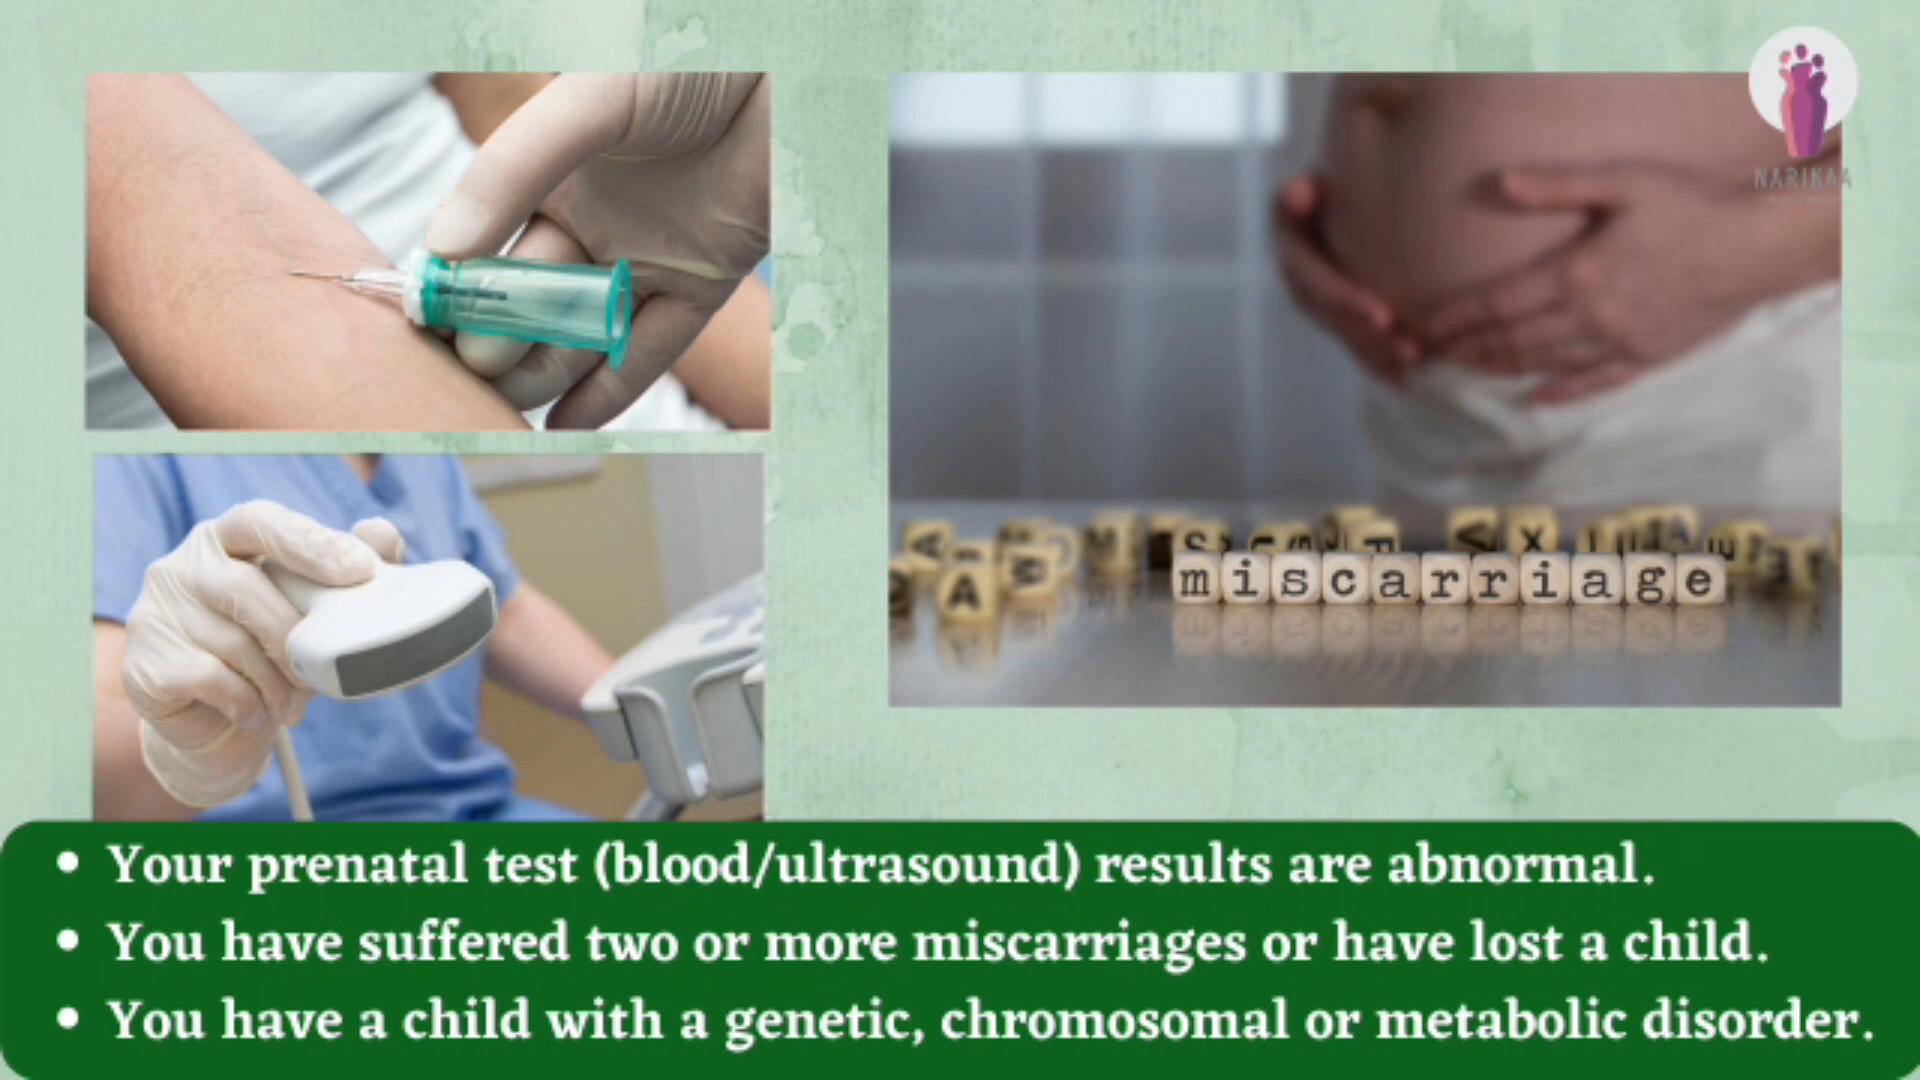 NARIKAA
miscarriage
• Your prenatal test (blood/ultrasound) results are abnormal.
• You have suffered two or more miscarriages or have lost a child.
• You have a child with a genetic, chromosomal or metabolic disorder.